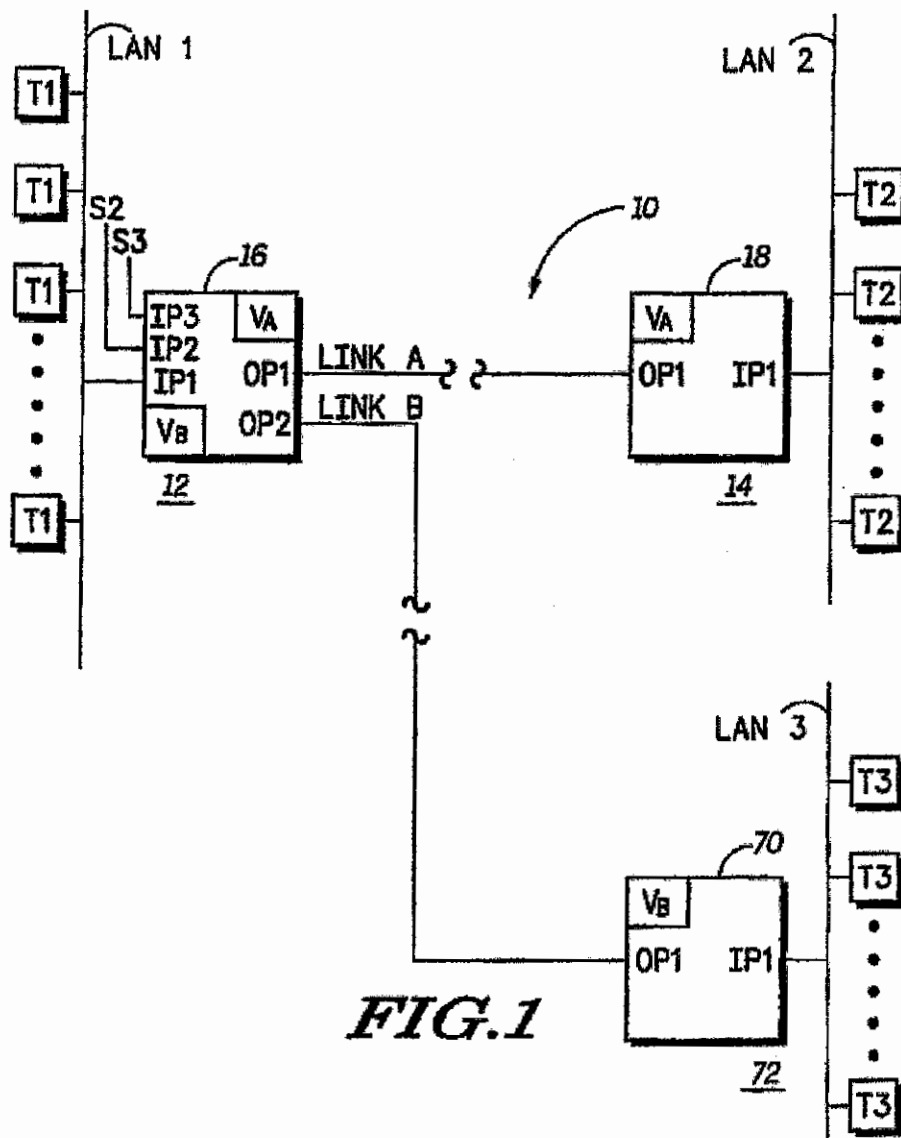 LAN 1
LAN 2
T1
T1
S2
S3
T1
T1
16
IP3
VA
IP2
IP1
OP1
OP2
VB
12
LINK A
LINK B
10
18
VA
OP1
IP1
14
T2
T2
T2
LAN 3
T3
T3
T3
70
VB
OP1
IP1
72
FIG.1